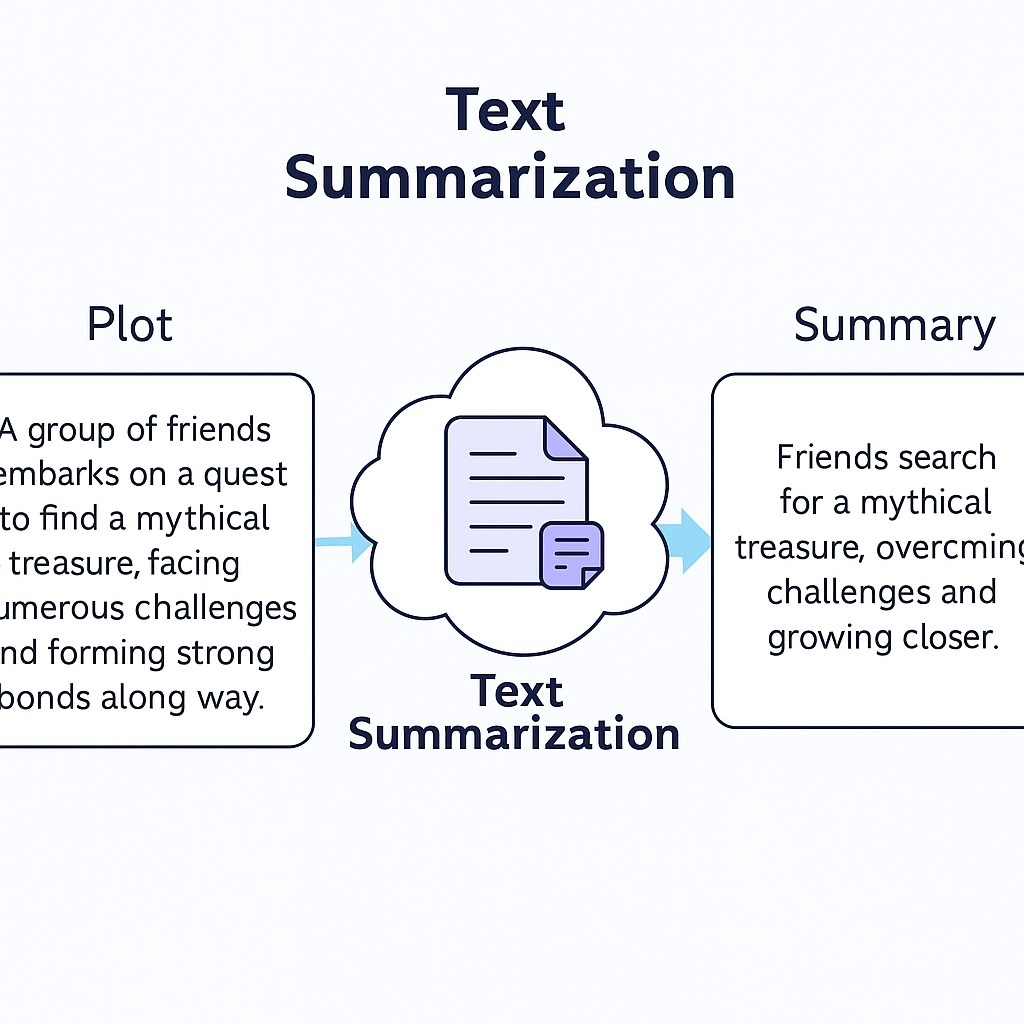 Text
Summarization
Plot
A group of friends
embarks on a quest
to find a mythical
treasure, facing
umerous challenges
nd forming strong
bonds along way.
Text
Summarization
Summary
Friends search
for a mythical
treasure, overcming
challenges and
growing closer.